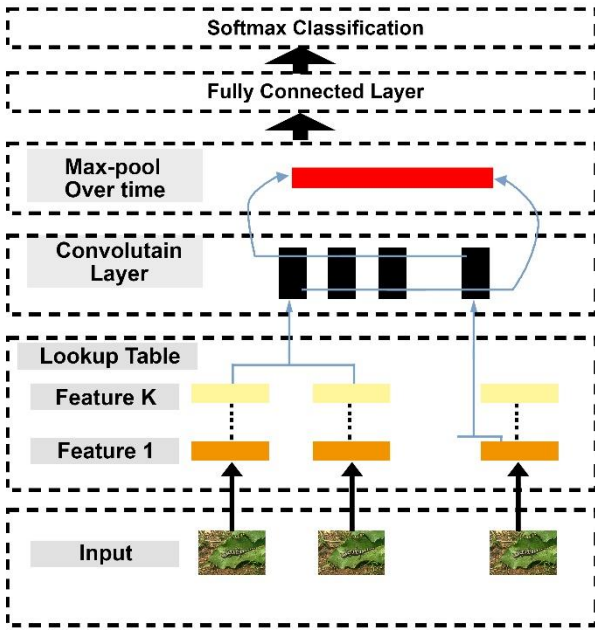 Softmax Classification
Fully Connected Layer
Max-pool
Over time
Convolutain
Layer
Lookup Table
Feature K
Feature 1
Input